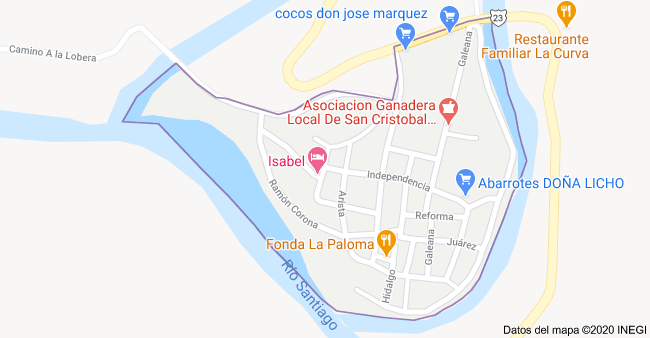 cocos don jose marquez
23
Restaurante
Familiar La Curva
Camino A la Lobera
Galeana
Asociacion Ganadera
Local De San Cristobal...
Isabel
Independencia
Abarrotes DOÑA LICHO
Ramón Corona
Arista
Reforma
Galeana
Juárez
Fonda La Paloma
Hidalgo
Río Santiago
Datos del mapa ©2020 INEGI